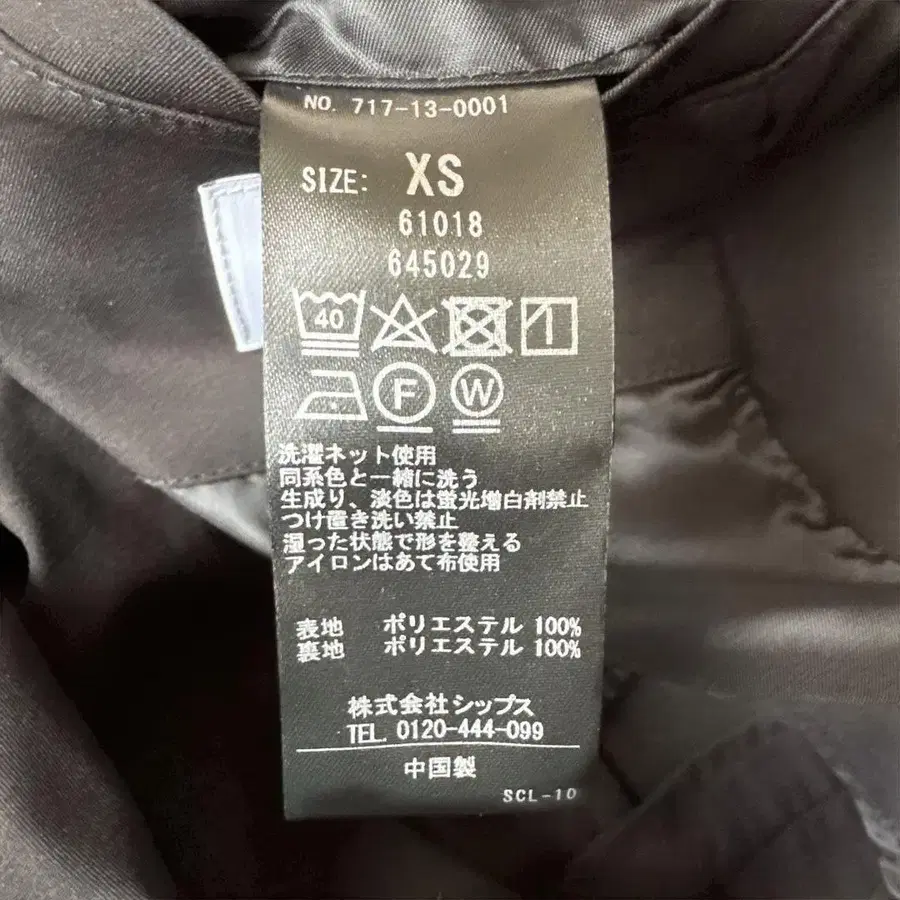 NO. 717-13-0001
SIZE: XS
61018
645029
40
F W
洗濯ネット使用
同系色と一緒に洗う
生成り、淡色は蛍光増白剤禁止
つけ置き洗い禁止
湿った状態で形を整える
アイロンはあて布使用
表地 ポリエステル 100%
裏地 ポリエステル 100%
株式会社シップス
TEL. 0120-444-099
中国製
SCL-10